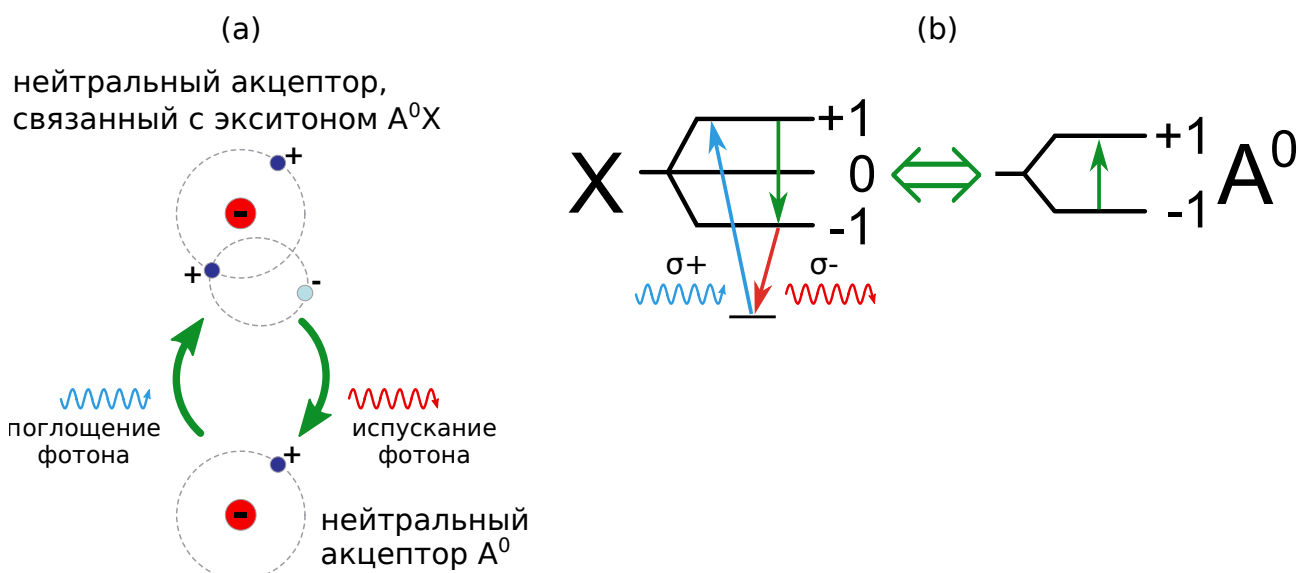 (a)
нейтральный акцептор,
связанный с экситоном A⁰X
+
-
+
-
поглощение
фотона
испускание
фотона
+
-
нейтральный
акцептор A⁰
(b)
X
+1
0
-1
σ+
σ-
+1
-1
A⁰